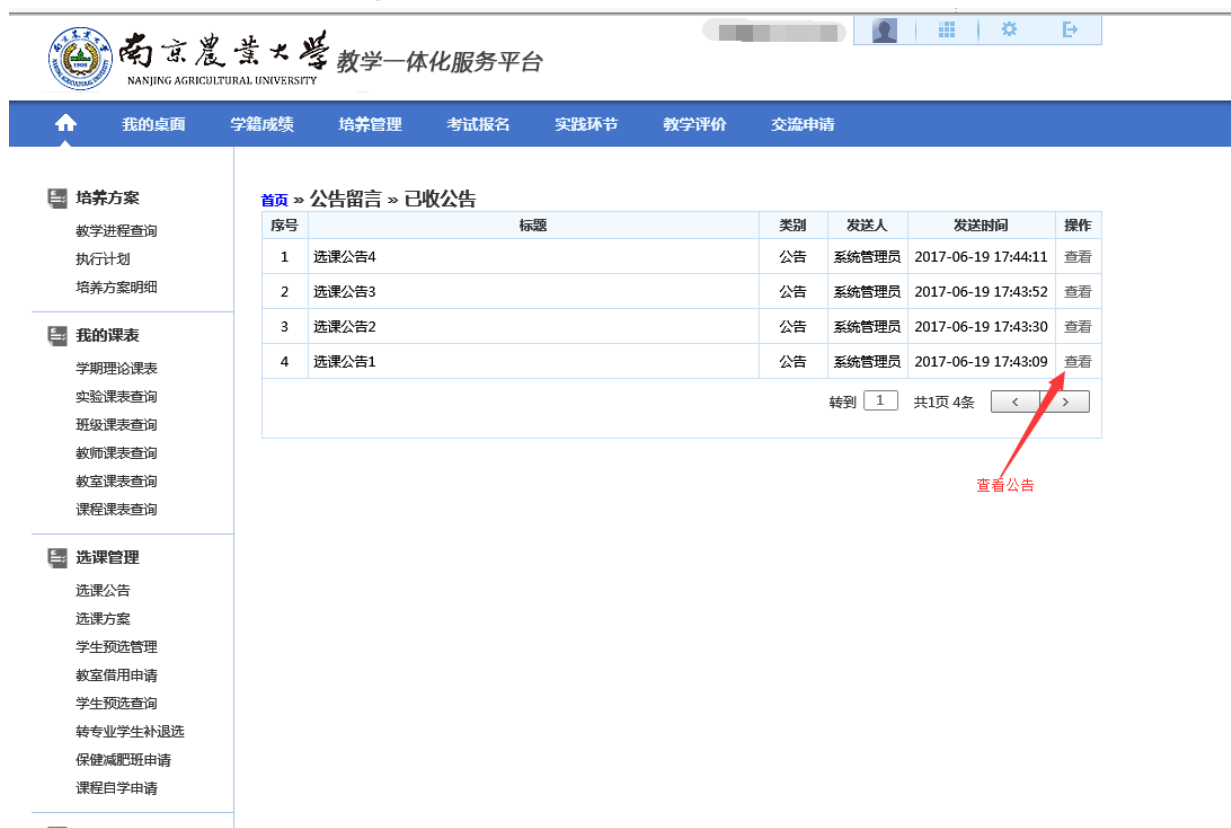 南京農業大學 教学一体化服务平台
NANJING AGRICULTURAL UNIVERSITY
我的桌面 学籍成绩 培养管理 考试报名 实践环节 教学评价 交流申请
培养方案
教学进程查询
执行计划
培养方案明细
我的课表
学期理论课表
实验课表查询
班级课表查询
教师课表查询
教室课表查询
课程课表查询
选课管理
选课公告
选课方案
学生预选管理
教室借用申请
学生预选查询
转专业学生补退选
保健减肥班申请
课程自学申请
首页 » 公告留言 » 已收公告
序号 标题 类别 发送人 发送时间 操作
1 选课公告4 公告 系统管理员 2017-06-19 17:44:11 查看
2 选课公告3 公告 系统管理员 2017-06-19 17:43:52 查看
3 选课公告2 公告 系统管理员 2017-06-19 17:43:30 查看
4 选课公告1 公告 系统管理员 2017-06-19 17:43:09 查看
转到 1 共1页 4条 < >
查看公告